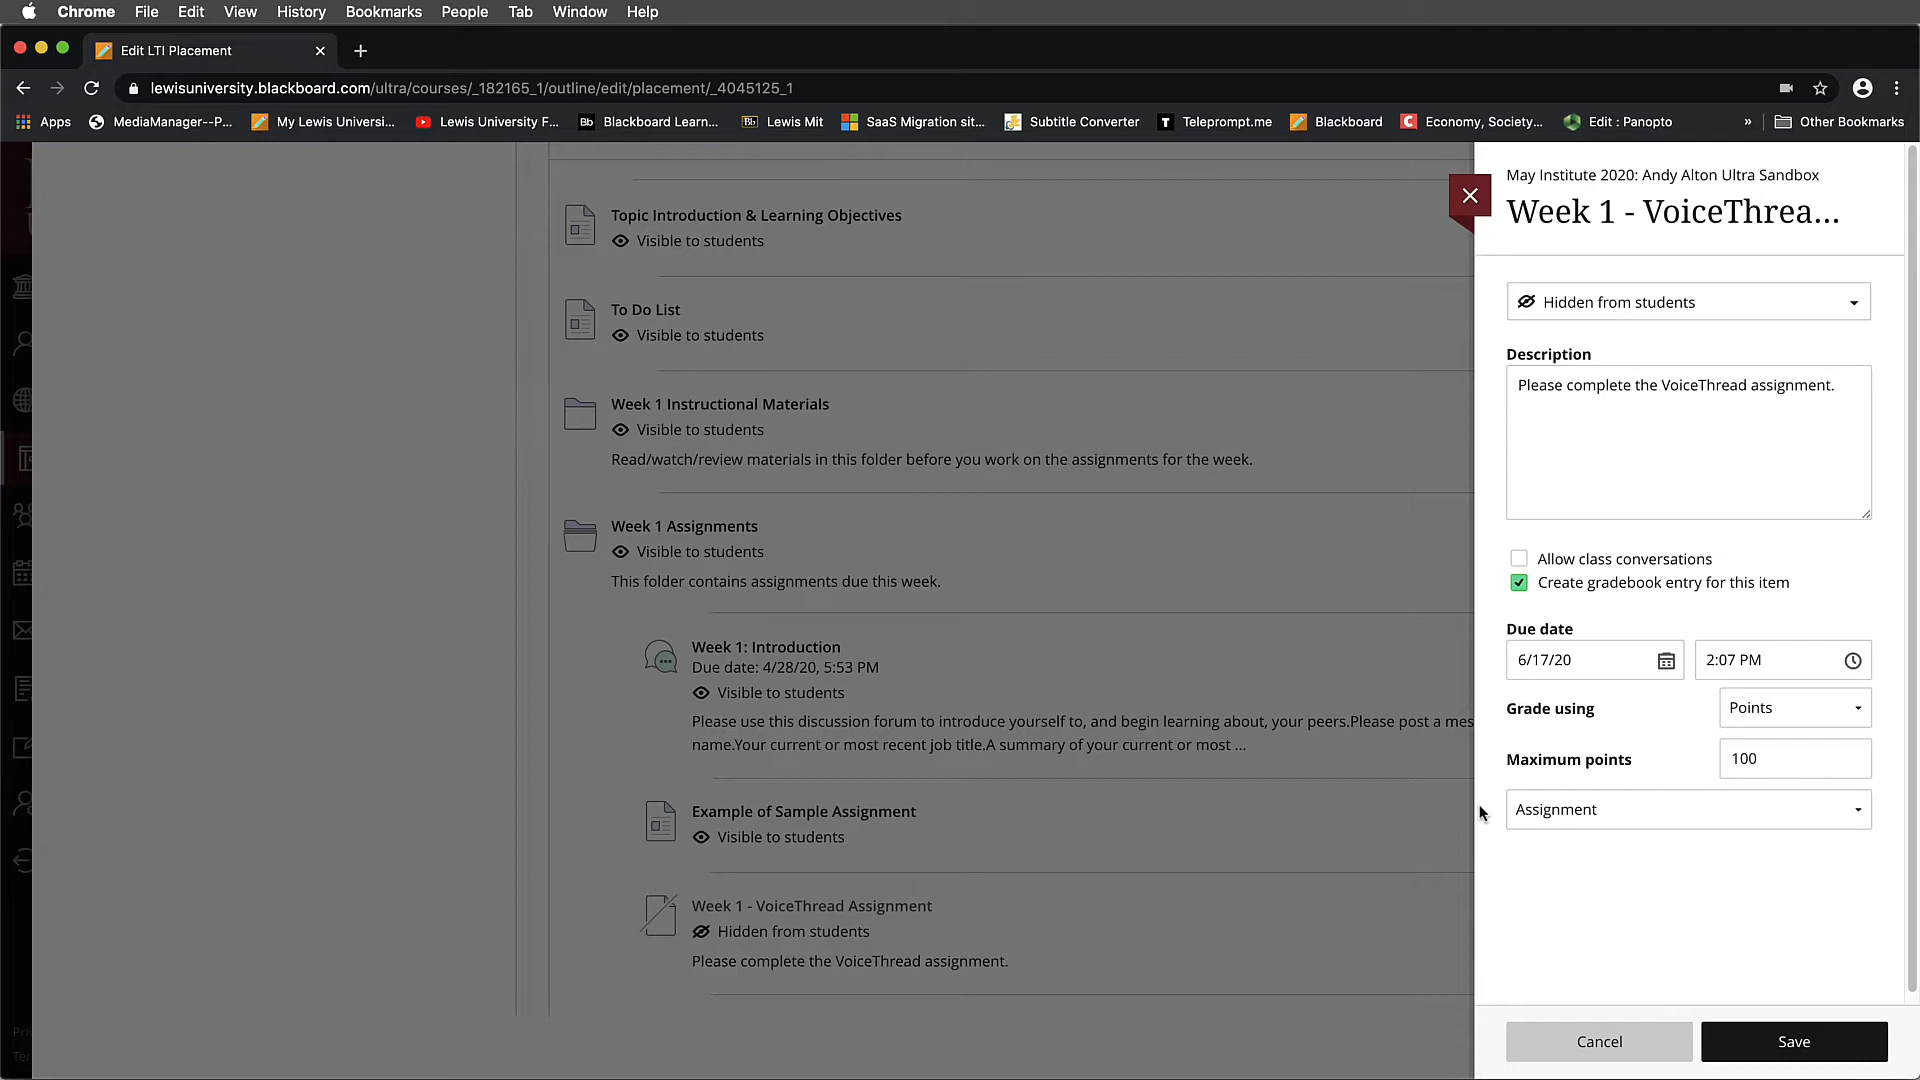 Chrome File Edit View History Bookmarks People Tab Window Help
Edit LTI Placement
lewisuniversity.blackboard.com/ultra/courses/_182165_1/outline/edit/placement/_4045125_1
Apps MediaManager--P... My Lewis Universi... Lewis University F... Bb Blackboard Learn... Bb Lewis Mit SaaS Migration sit... Subtitle Converter T Teleprompt.me Blackboard C Economy, Society... Edit : Panopto » Other Bookmarks
May Institute 2020: Andy Alton Ultra Sandbox
Week 1 - VoiceThrea...
Topic Introduction & Learning Objectives
Visible to students
To Do List
Visible to students
Week 1 Instructional Materials
Visible to students
Read/watch/review materials in this folder before you work on the assignments for the week.
Week 1 Assignments
Visible to students
This folder contains assignments due this week.
Week 1: Introduction
Due date: 4/28/20, 5:53 PM
Visible to students
Please use this discussion forum to introduce yourself to, and begin learning about, your peers.Please post a mes
name.Your current or most recent job title.A summary of your current or most ...
Example of Sample Assignment
Visible to students
Week 1 - VoiceThread Assignment
Hidden from students
Please complete the VoiceThread assignment.
Hidden from students
Description
Please complete the VoiceThread assignment.
Allow class conversations
Create gradebook entry for this item
Due date
6/17/20 2:07 PM
Grade using Points
Maximum points 100
Assignment
Cancel Save
Pri
Ter